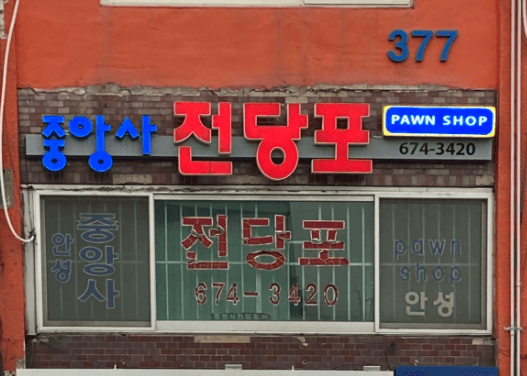 377
중앙사 전당포 PAWN SHOP
674-3420
안성 중앙사
전당포
674-3420
pawn
shop
안성